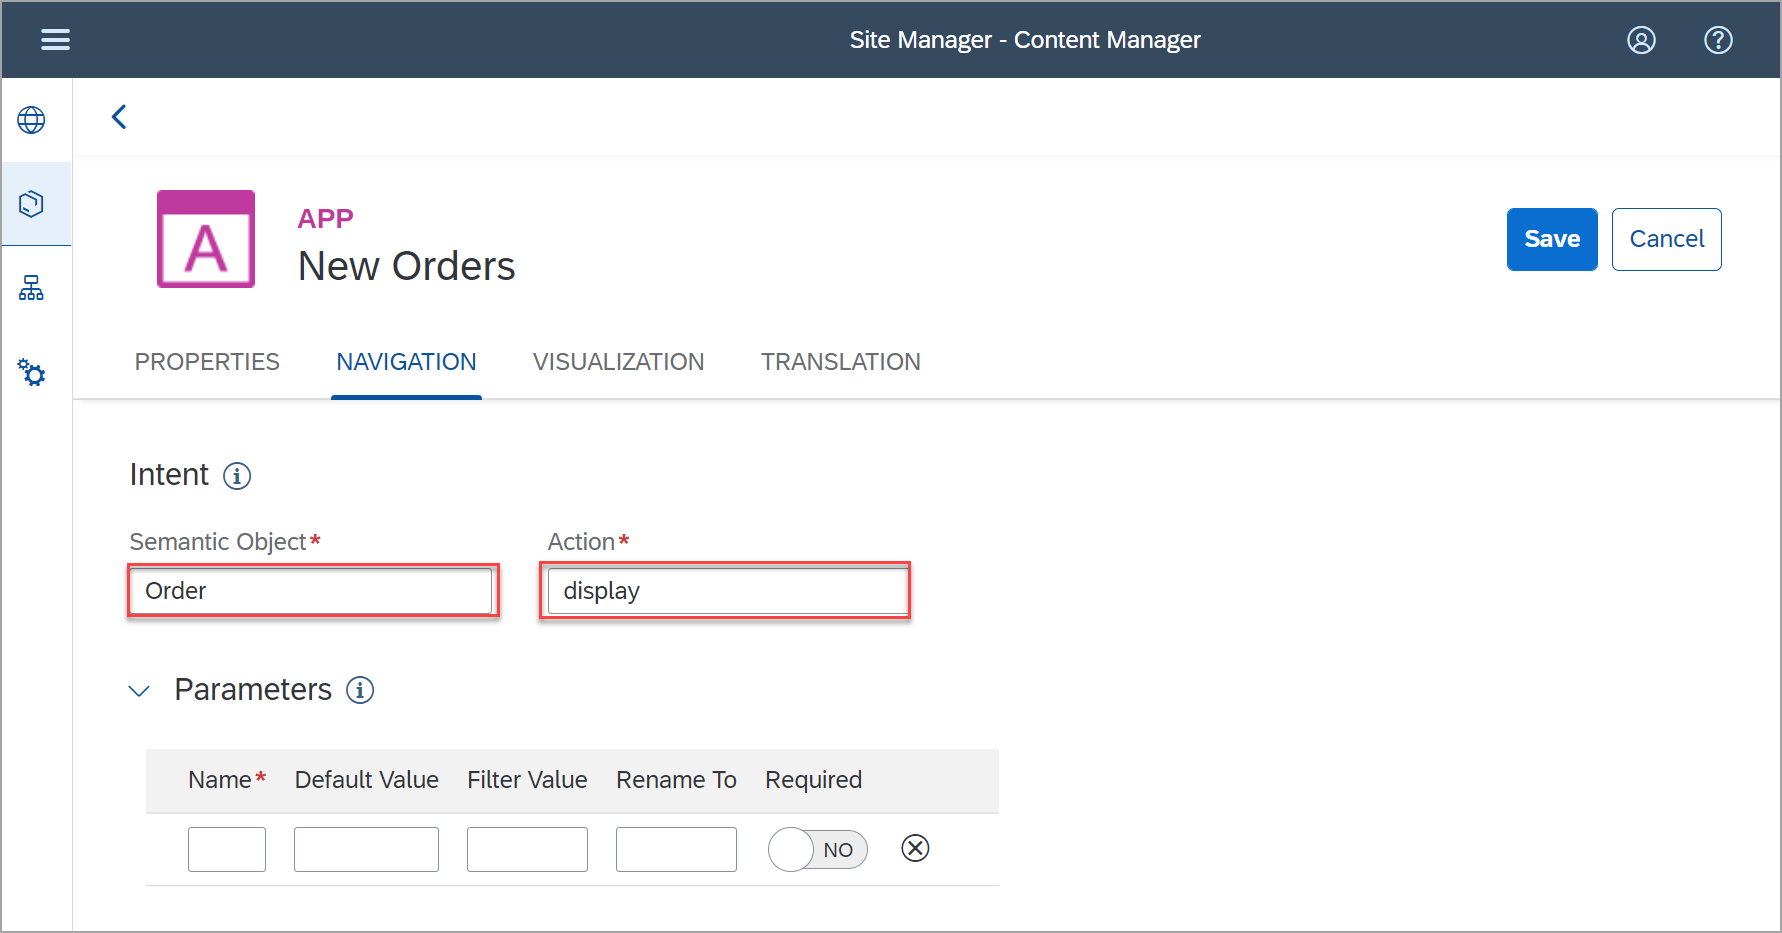 Site Manager - Content Manager
A
APP
New Orders
Save Cancel
PROPERTIES NAVIGATION VISUALIZATION TRANSLATION
Intent
Semantic Object* Action*
Order display
Parameters
Name* Default Value Filter Value Rename To Required
NO